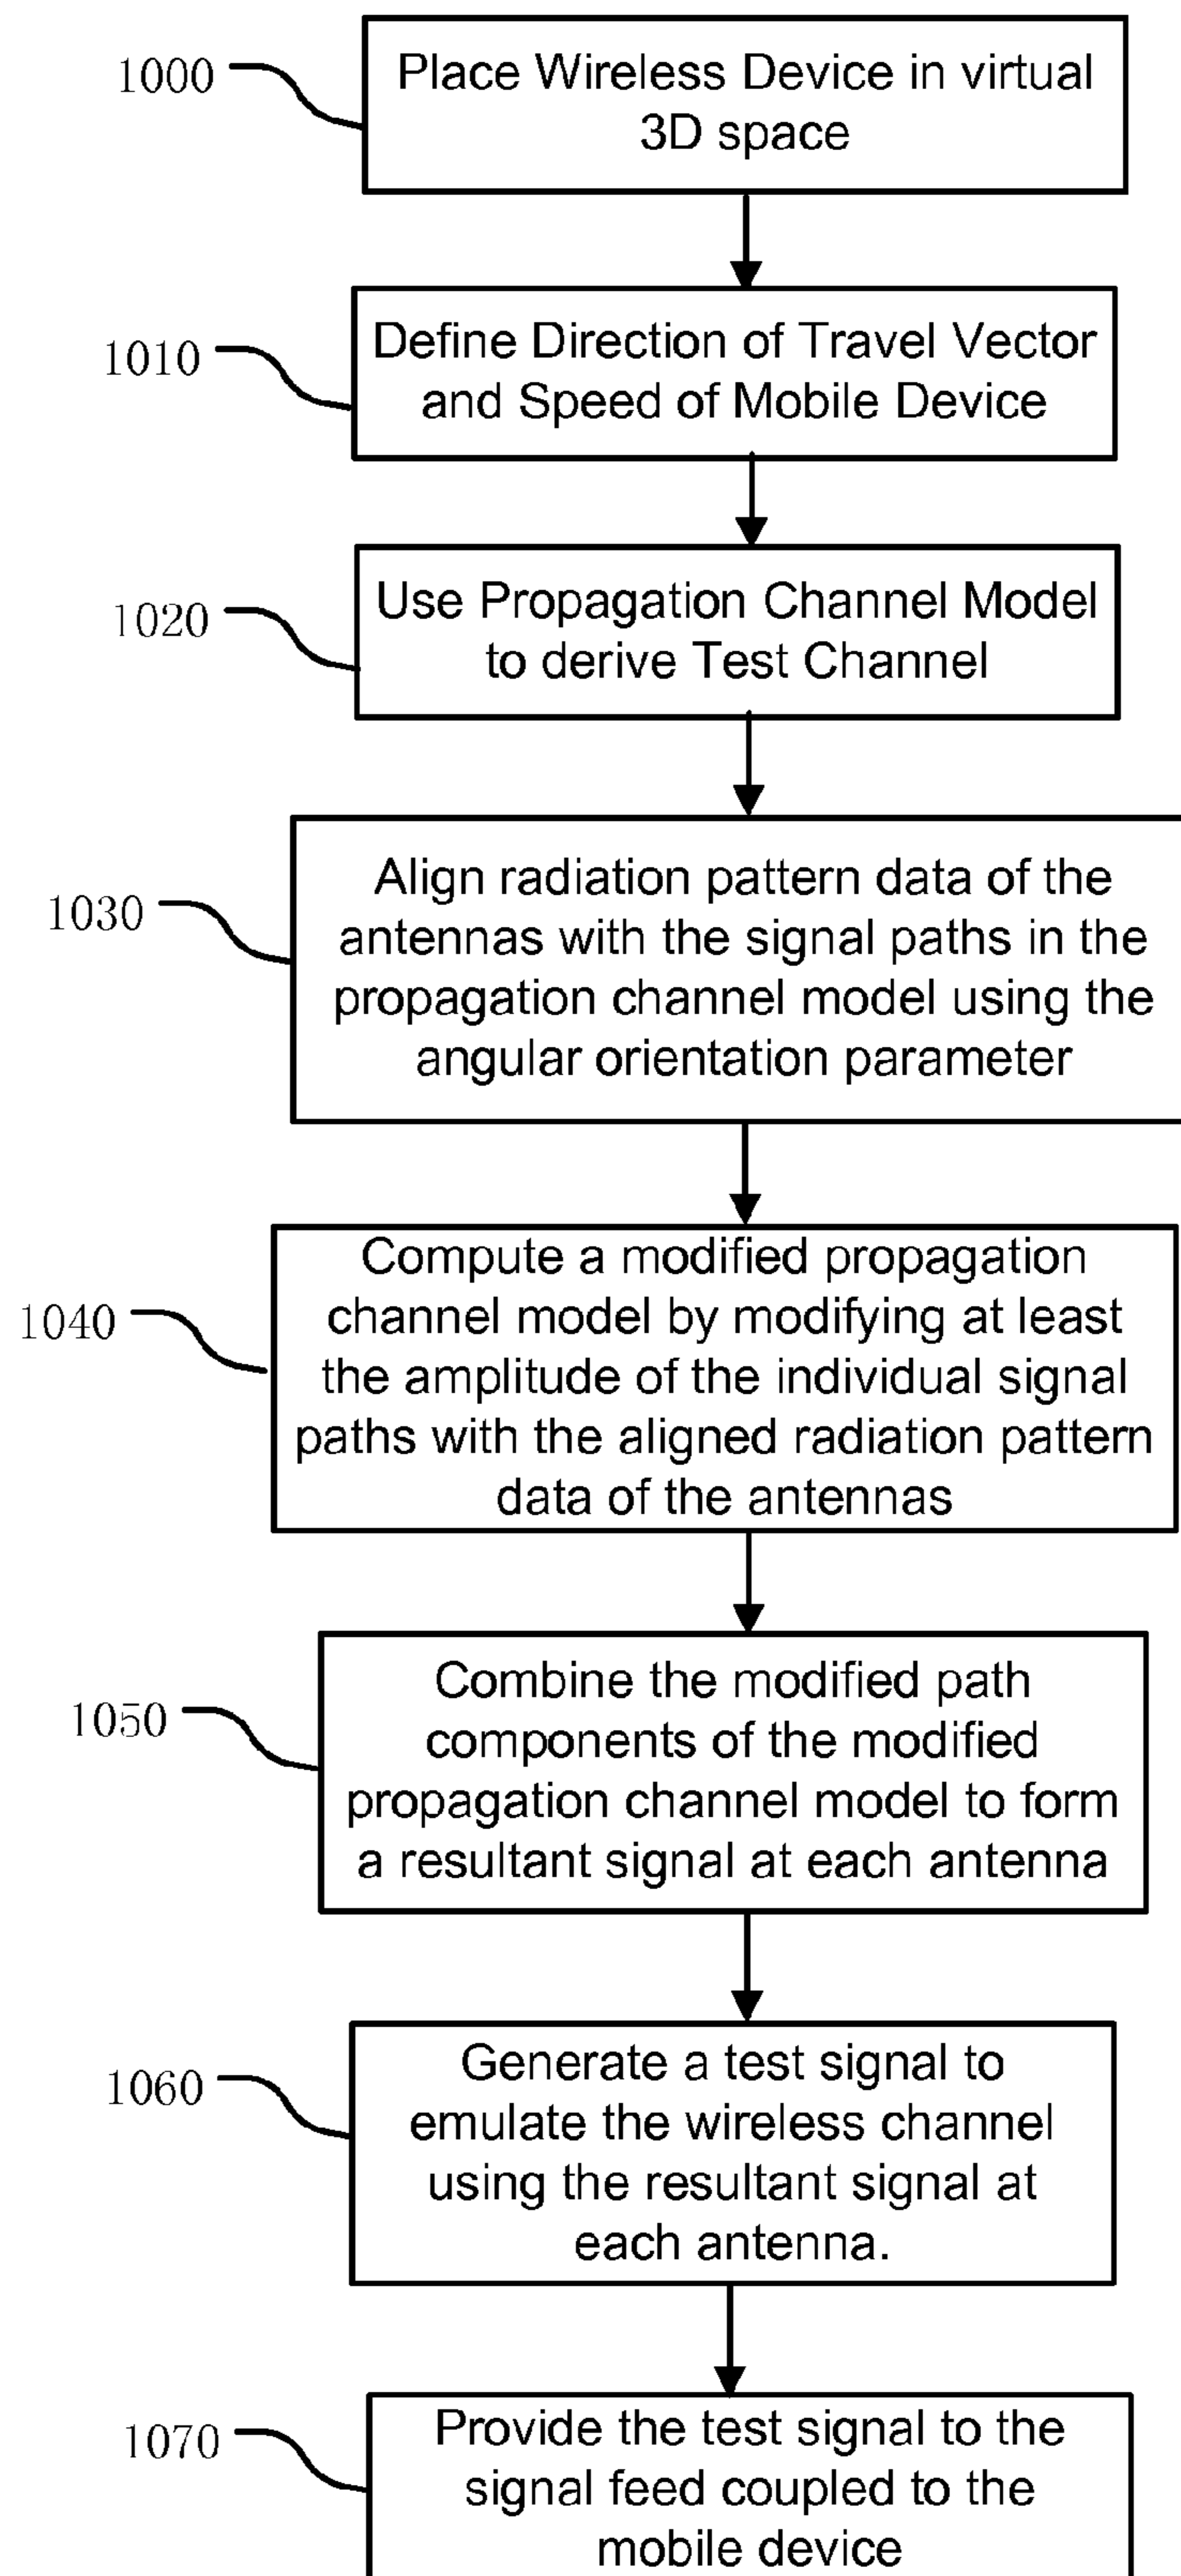 1000
Place Wireless Device in virtual
3D space
1010
Define Direction of Travel Vector
and Speed of Mobile Device
1020
Use Propagation Channel Model
to derive Test Channel
1030
Align radiation pattern data of the
antennas with the signal paths in the
propagation channel model using the
angular orientation parameter
1040
Compute a modified propagation
channel model by modifying at least
the amplitude of the individual signal
paths with the aligned radiation pattern
data of the antennas
1050
Combine the modified path
components of the modified
propagation channel model to form
a resultant signal at each antenna
1060
Generate a test signal to
emulate the wireless channel
using the resultant signal at
each antenna.
1070
Provide the test signal to the
signal feed coupled to the
mobile device